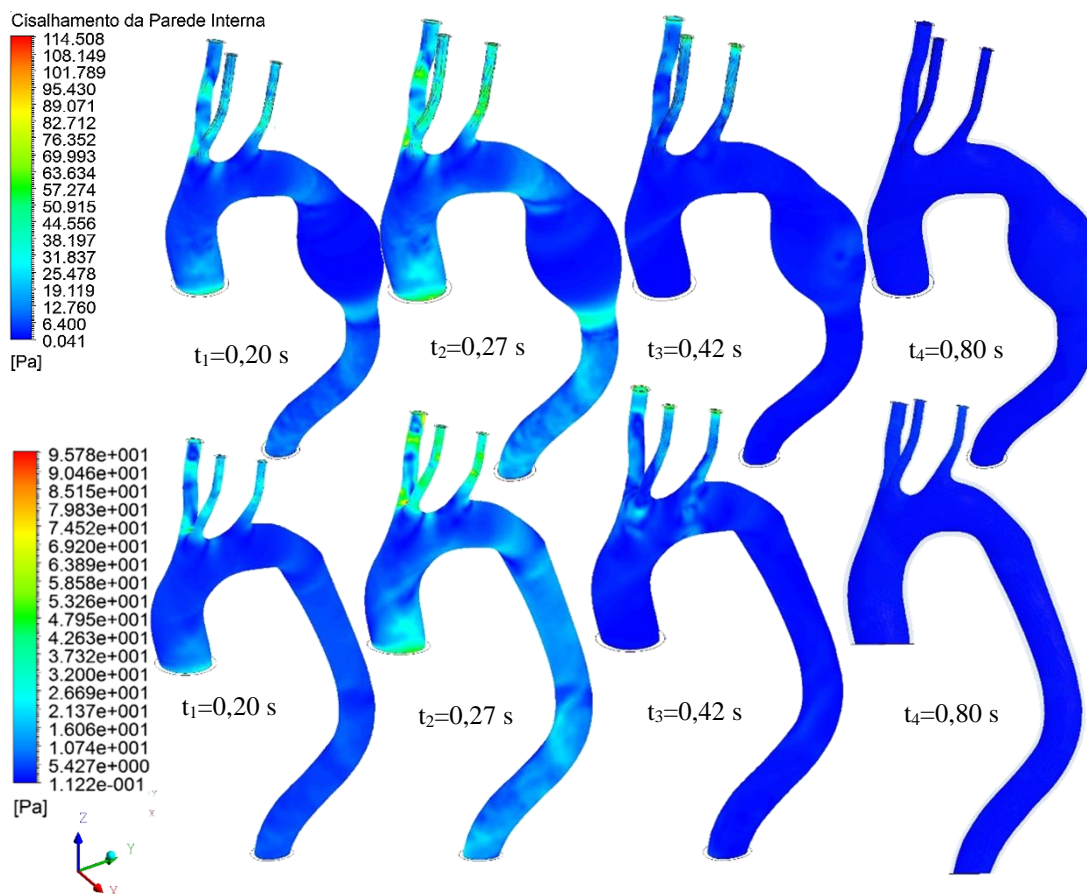 Cisalhamento da Parede Interna
114.508
108.149
101.789
95.430
89.071
82.712
76.352
69.993
63.634
57.274
50.915
44.556
38.197
31.837
25.478
19.119
12.760
6.400
0.041
[Pa]
t₁=0,20 s
t₂=0,27 s
t₃=0,42 s
t₄=0,80 s
9.578e+001
9.046e+001
8.515e+001
7.983e+001
7.452e+001
6.920e+001
6.389e+001
5.858e+001
5.326e+001
4.795e+001
4.263e+001
3.732e+001
3.200e+001
2.669e+001
2.137e+001
1.606e+001
1.074e+001
5.427e+000
1.122e-001
[Pa]
t₁=0,20 s
t₂=0,27 s
t₃=0,42 s
t₄=0,80 s
Z
Y